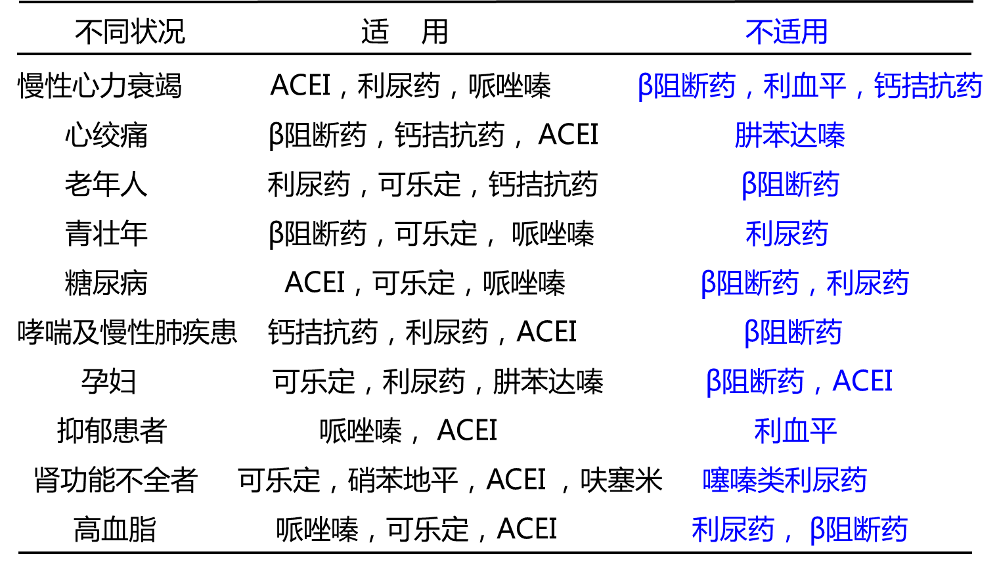 不同状况 适 用 不适用
慢性心力衰竭 ACEI，利尿药，哌唑嗪 β阻断药，利血平，钙拮抗药
心绞痛 β阻断药，钙拮抗药， ACEI 肼苯达嗪
老年人 利尿药，可乐定，钙拮抗药 β阻断药
青壮年 β阻断药，可乐定， 哌唑嗪 利尿药
糖尿病 ACEI，可乐定，哌唑嗪 β阻断药，利尿药
哮喘及慢性肺疾患 钙拮抗药，利尿药，ACEI β阻断药
孕妇 可乐定，利尿药，肼苯达嗪 β阻断药，ACEI
抑郁患者 哌唑嗪， ACEI 利血平
肾功能不全者 可乐定，硝苯地平，ACEI ，呋塞米 噻嗪类利尿药
高血脂 哌唑嗪，可乐定，ACEI 利尿药， β阻断药